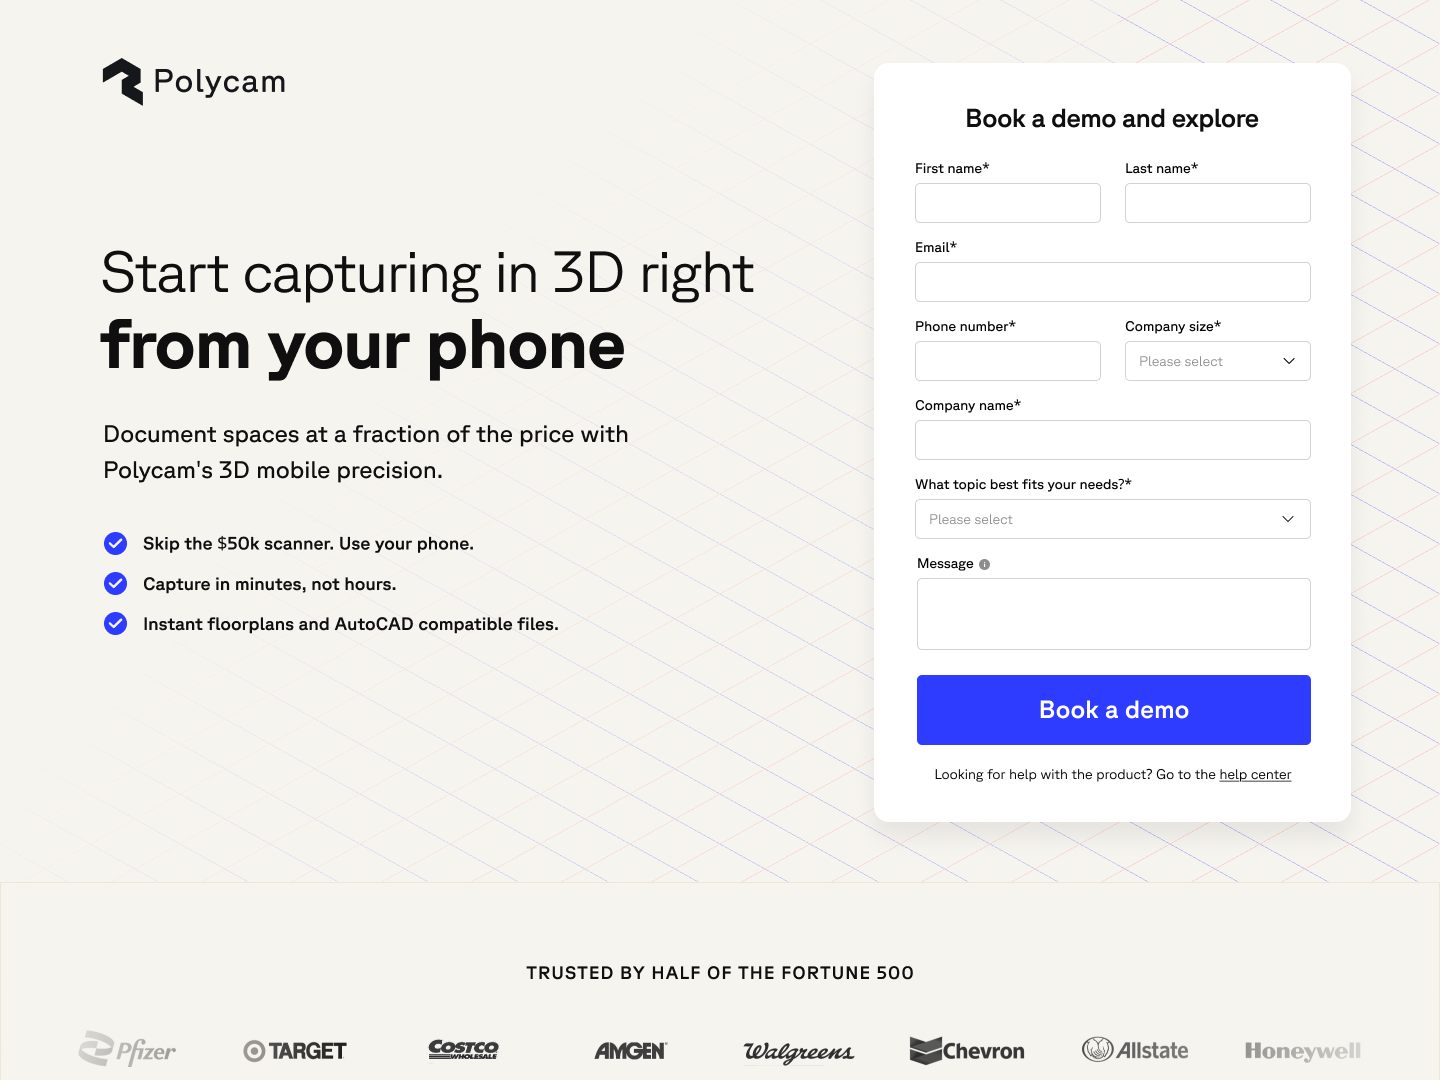 Polycam
Start capturing in 3D right
from your phone
Document spaces at a fraction of the price with
Polycam's 3D mobile precision.
Skip the $50k scanner. Use your phone.
Capture in minutes, not hours.
Instant floorplans and AutoCAD compatible files.
Book a demo and explore
First name*
Last name*
Email*
Phone number*
Company size*
Please select
Company name*
What topic best fits your needs?*
Please select
Message
Book a demo
Looking for help with the product? Go to the help center
TRUSTED BY HALF OF THE FORTUNE 500
Pfizer
TARGET
COSTCO
WHOLESALE
AMGEN
Walgreens
Chevron
Allstate
Honeywell